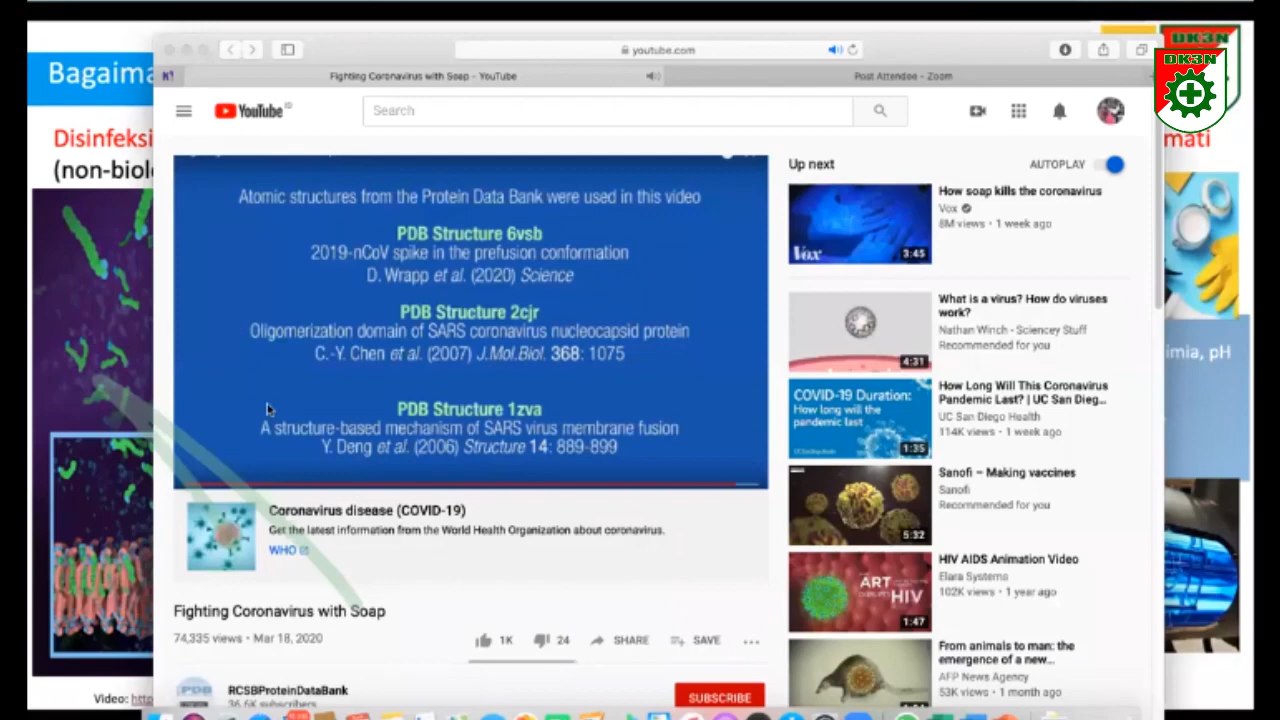 Bagaima
Disinfeksi
(non-biol
youtube.com
Fighting Coronavirus with Soap - YouTube
Post Attendee - Zoom
YouTube ID
Search
DK3N
DK3N
mati
imia, pH
Atomic structures from the Protein Data Bank were used in this video
PDB Structure 6vsb
2019-nCoV spike in the prefusion conformation
D. Wrapp et al. (2020) Science
PDB Structure 2cjr
Oligomerization domain of SARS coronavirus nucleocapsid protein
C.-Y. Chen et al. (2007) J.Mol.Biol. 368: 1075
PDB Structure 1zva
A structure-based mechanism of SARS virus membrane fusion
Y. Deng et al. (2006) Structure 14: 889-899
Coronavirus disease (COVID-19)
Get the latest information from the World Health Organization about coronavirus.
WHO
Fighting Coronavirus with Soap
74,335 views • Mar 18, 2020
1K
24
SHARE
SAVE
PDB
RCSBProteinDataBank
36.6K subscribers
SUBSCRIBE
Video: http
Up next
AUTOPLAY
Vox
3:45
How soap kills the coronavirus
Vox
8M views • 1 week ago
4:31
What is a virus? How do viruses
work?
Nathan Winch - Sciencey Stuff
Recommended for you
COVID-19 Duration:
How long will the
pandemic last
1:35
How Long Will This Coronavirus
Pandemic Last? | UC San Dieg...
UC San Diego Health
114K views • 1 week ago
5:32
Sanofi – Making vaccines
Sanofi
Recommended for you
ART
HIV
1:47
HIV AIDS Animation Video
Elara Systems
102K views • 1 year ago
From animals to man: the
emergence of a new...
AFP News Agency
53K views • 1 month ago